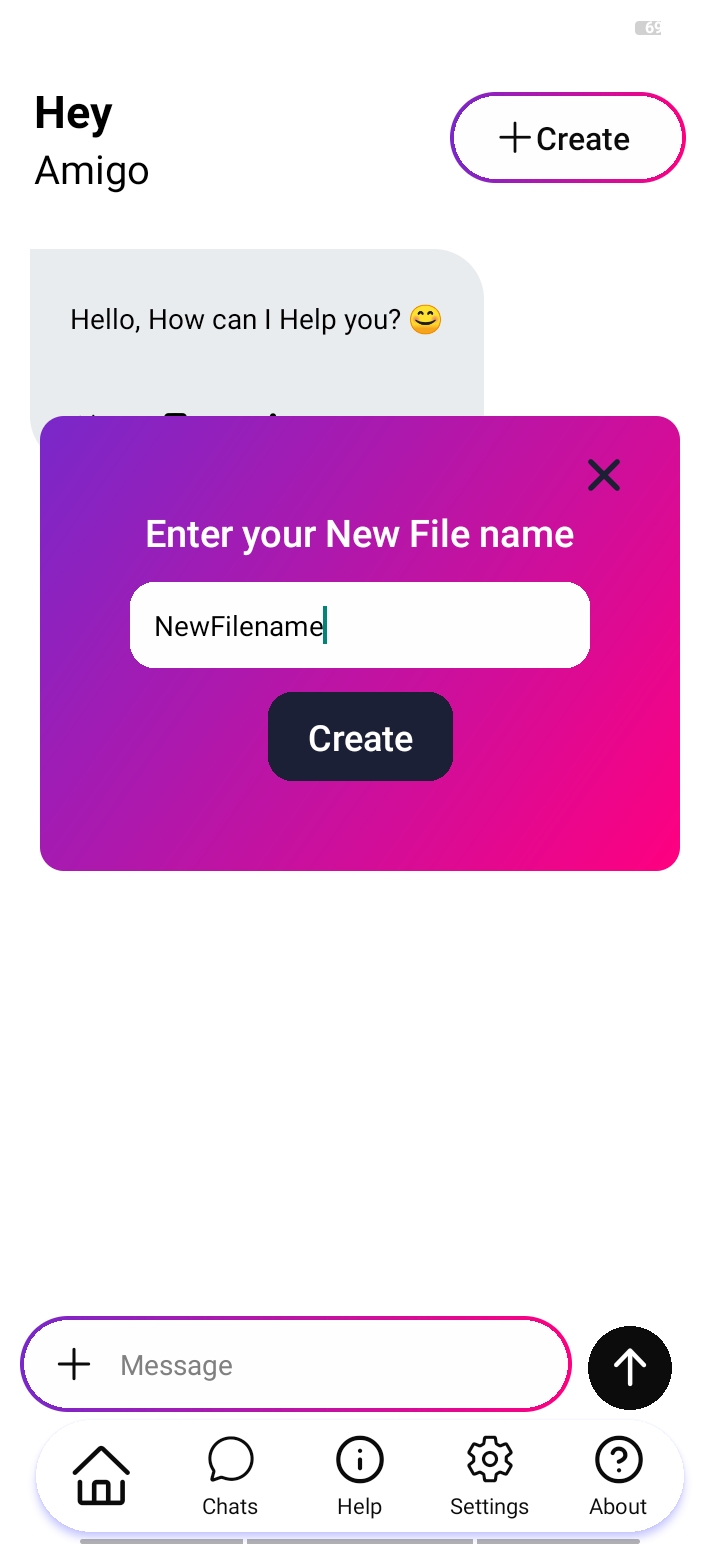 69
Hey
Amigo
Create
Hello, How can I Help you? 😊
Enter your New File name
NewFilename
Create
Message
Chats
Help
Settings
About